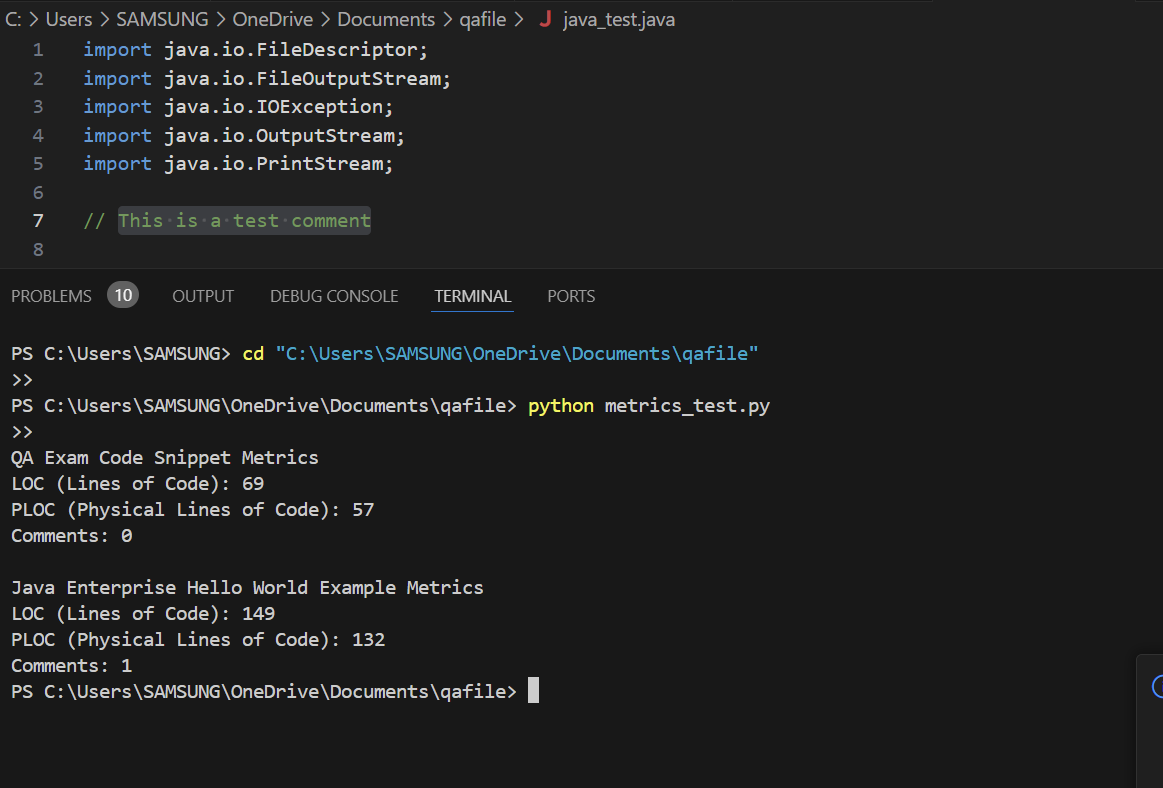 C: > Users > SAMSUNG > OneDrive > Documents > qafile > J java_test.java
1 import java.io.FileDescriptor;
2 import java.io.FileOutputStream;
3 import java.io.IOException;
4 import java.io.OutputStream;
5 import java.io.PrintStream;
6
7 // This is a test comment
8
PROBLEMS 10 OUTPUT DEBUG CONSOLE TERMINAL PORTS
PS C:\Users\SAMSUNG> cd "C:\Users\SAMSUNG\OneDrive\Documents\qafile"
>>
PS C:\Users\SAMSUNG\OneDrive\Documents\qafile> python metrics_test.py
>>
QA Exam Code Snippet Metrics
LOC (Lines of Code): 69
PLOC (Physical Lines of Code): 57
Comments: 0
Java Enterprise Hello World Example Metrics
LOC (Lines of Code): 149
PLOC (Physical Lines of Code): 132
Comments: 1
PS C:\Users\SAMSUNG\OneDrive\Documents\qafile>